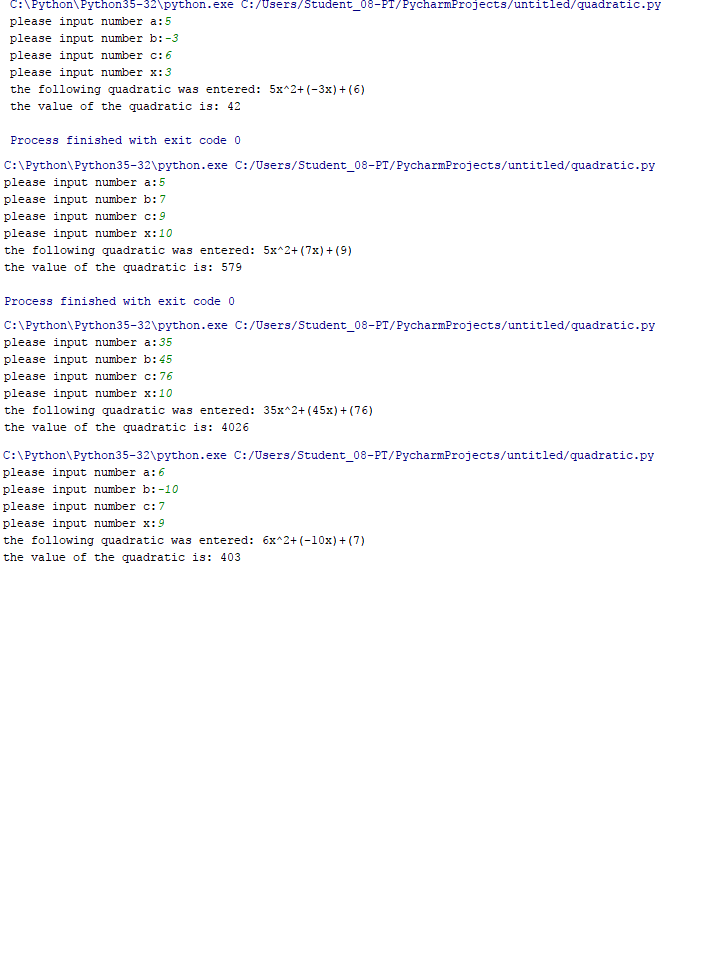 C:\Python\Python35-32\python.exe C:/Users/Student_08-PT/PycharmProjects/untitled/quadratic.py
please input number a:5
please input number b:-3
please input number c:6
please input number x:3
the following quadratic was entered: 5x^2+(-3x)+(6)
the value of the quadratic is: 42
Process finished with exit code 0
C:\Python\Python35-32\python.exe C:/Users/Student_08-PT/PycharmProjects/untitled/quadratic.py
please input number a:5
please input number b:7
please input number c:9
please input number x:10
the following quadratic was entered: 5x^2+(7x)+(9)
the value of the quadratic is: 579
Process finished with exit code 0
C:\Python\Python35-32\python.exe C:/Users/Student_08-PT/PycharmProjects/untitled/quadratic.py
please input number a:35
please input number b:45
please input number c:76
please input number x:10
the following quadratic was entered: 35x^2+(45x)+(76)
the value of the quadratic is: 4026
C:\Python\Python35-32\python.exe C:/Users/Student_08-PT/PycharmProjects/untitled/quadratic.py
please input number a:6
please input number b:-10
please input number c:7
please input number x:9
the following quadratic was entered: 6x^2+(-10x)+(7)
the value of the quadratic is: 403